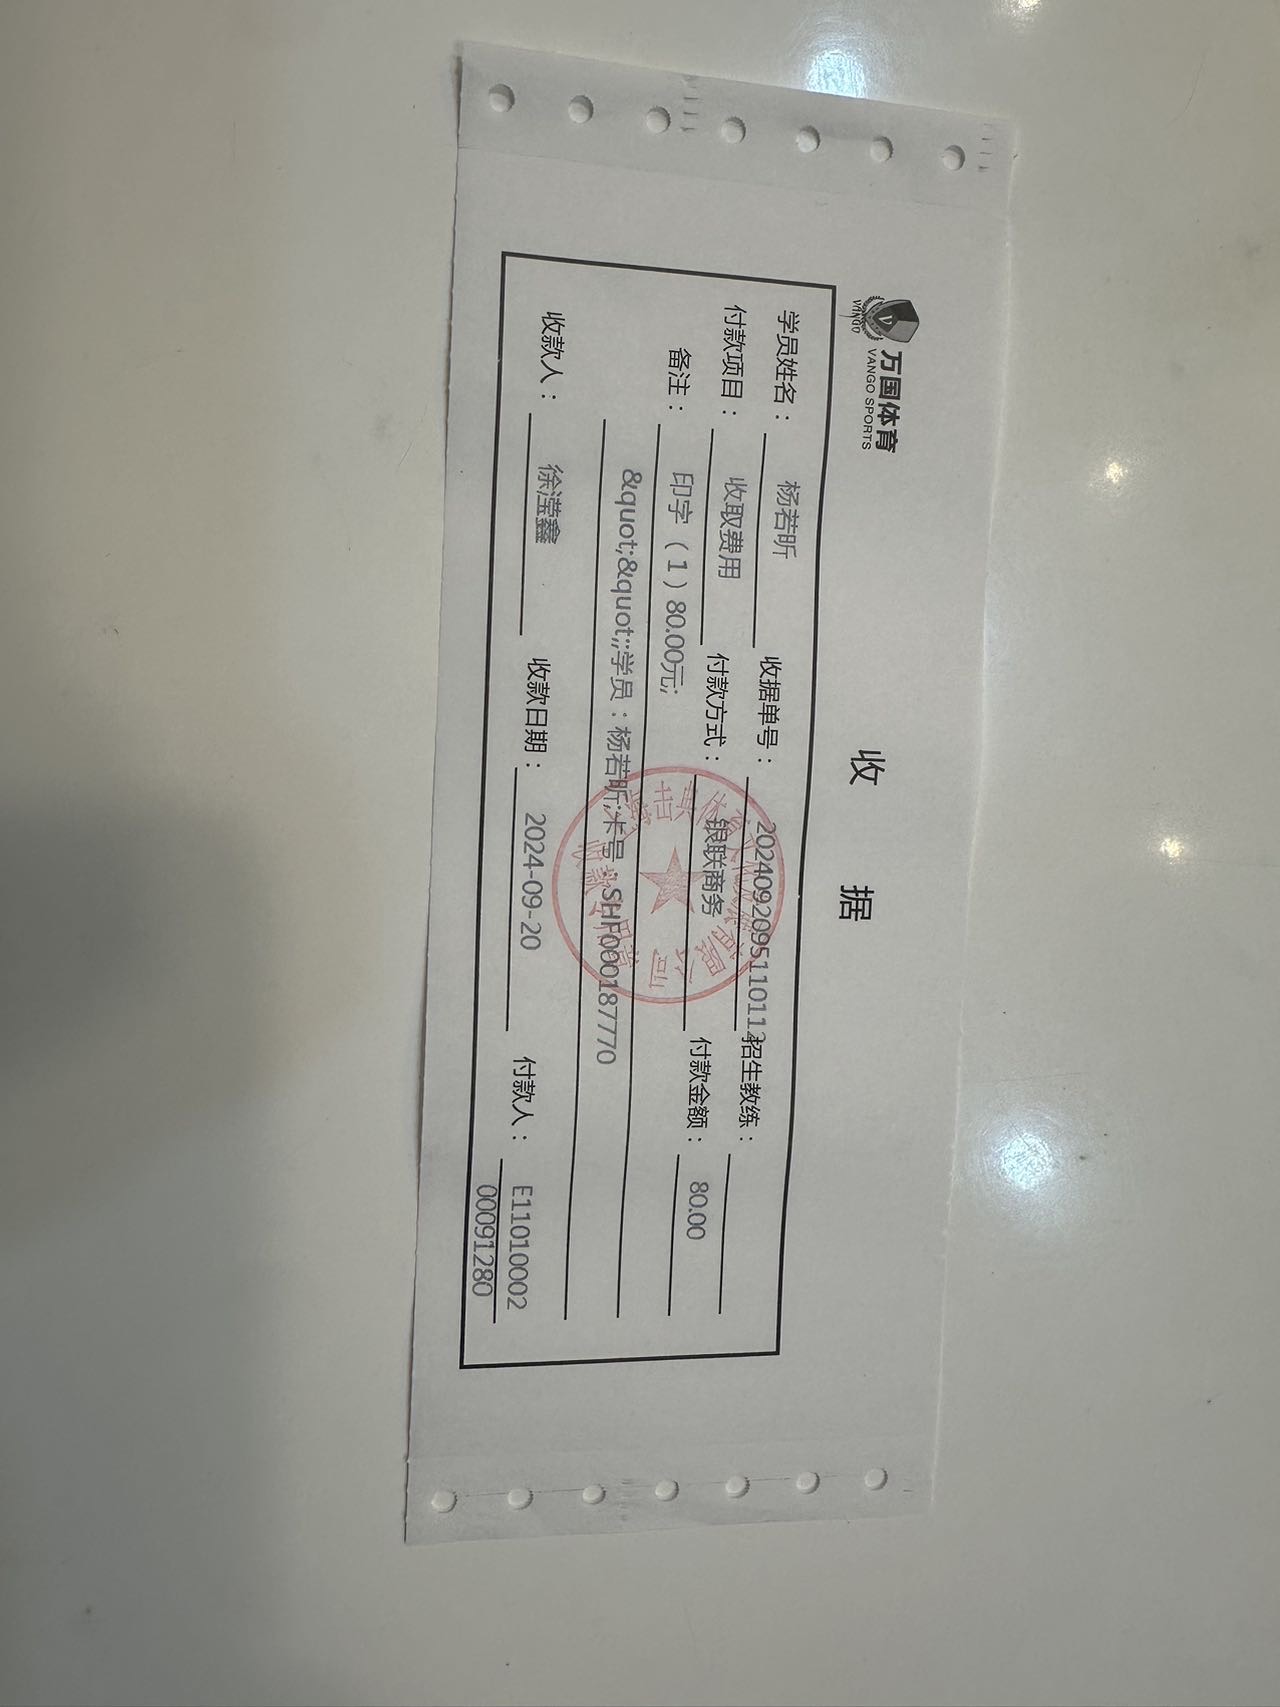 万国体育
VANGO SPORTS
VANGO
收 据
学员姓名： 杨若昕 收据单号： 2024092095110112 招生教练：
付款项目： 收取费用 付款方式： 银联商务 付款金额： 80.00
备注： 印字（1）80.00元;
&quot;&quot;;学员：杨若昕;卡号：SHF000187770
收款人： 徐滢鑫 收款日期： 2024-09-20 付款人： E11010002
00091280